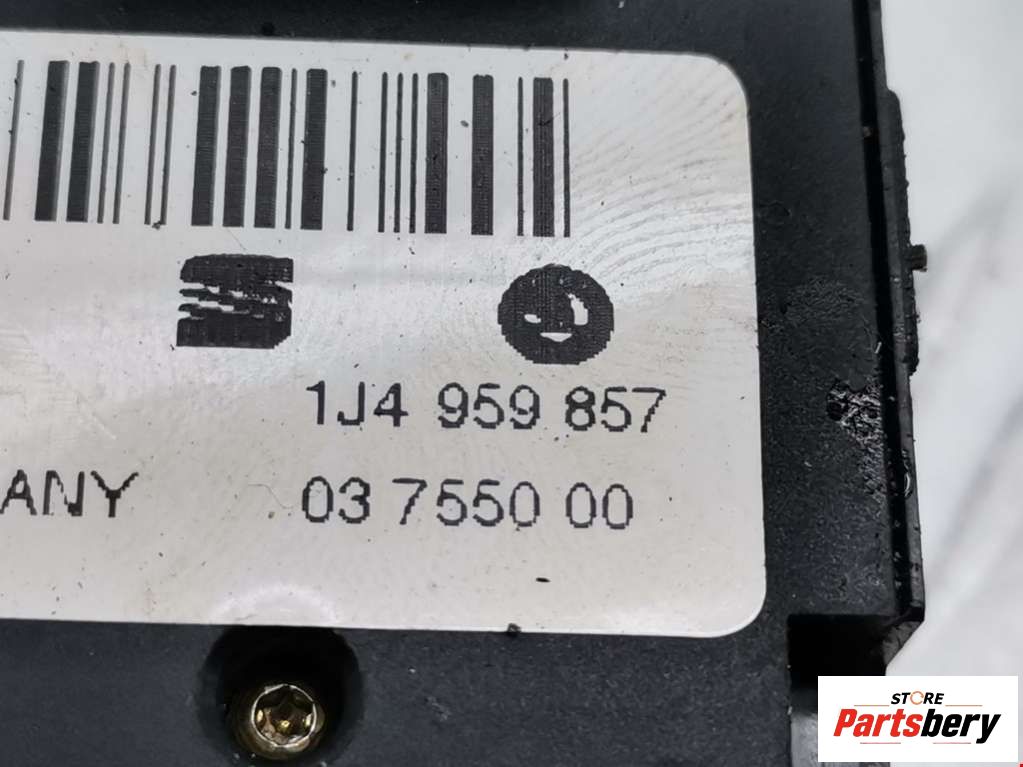 1J4 959 857
ANY 03 7550 00
STORE
Partsbery